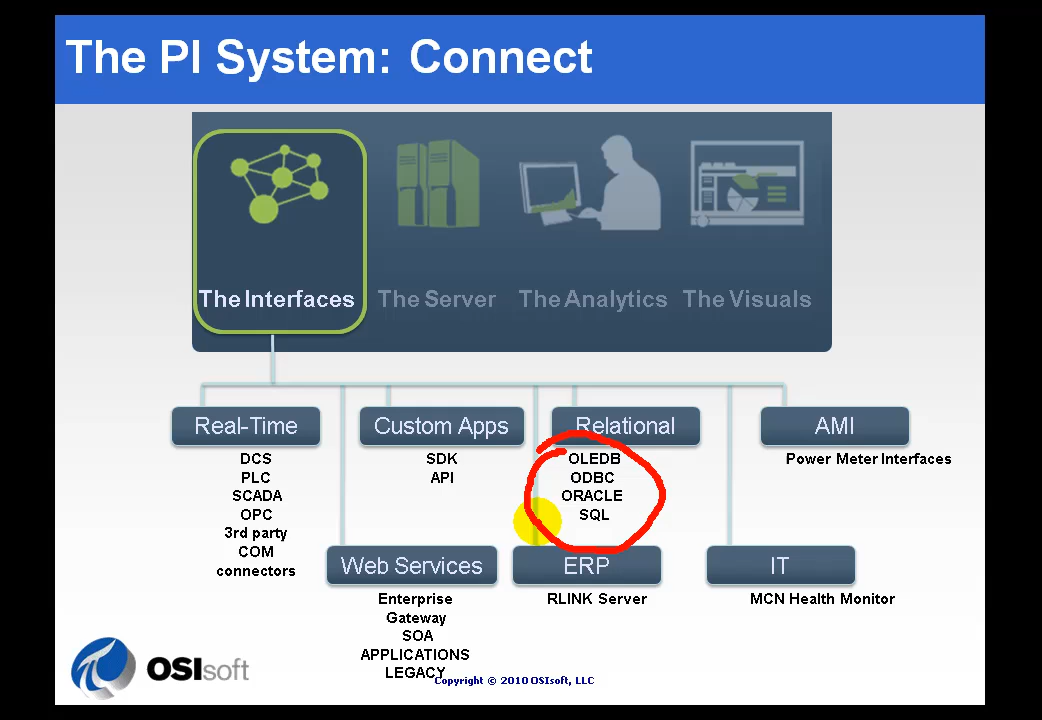 The PI System: Connect
The Interfaces
The Server
The Analytics
The Visuals
Real-Time
DCS
PLC
SCADA
OPC
3rd party
COM
connectors
Custom Apps
SDK
API
Relational
OLEDB
ODBC
ORACLE
SQL
AMI
Power Meter Interfaces
Web Services
Enterprise
Gateway
SOA
APPLICATIONS
LEGACY
ERP
RLINK Server
IT
MCN Health Monitor
OSIsoft
Copyright © 2010 OSIsoft, LLC